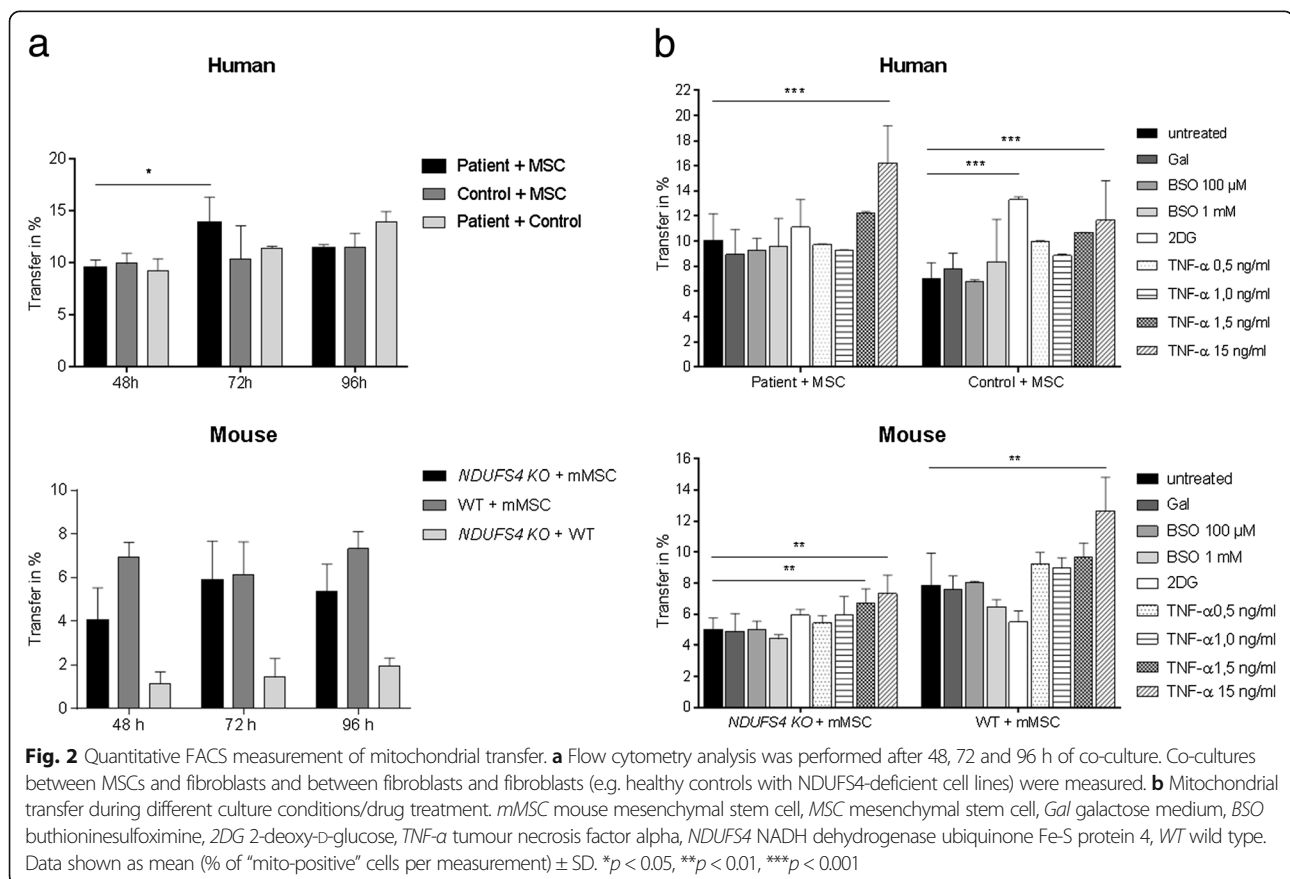 a
Human
Transfer in %
20
15
10
5
0
*
48h
72h
96h
Patient + MSC
Control + MSC
Patient + Control
Mouse
Transfer in %
10
8
6
4
2
0
48 h
72 h
96 h
NDUFS4 KO + mMSC
WT + mMSC
NDUFS4 KO + WT
b
Human
Transfer in %
22
20
18
16
14
12
10
8
6
4
2
0
***
***
***
Patient + MSC
Control + MSC
untreated
Gal
BSO 100 µM
BSO 1 mM
2DG
TNF-α 0,5 ng/ml
TNF-α 1,0 ng/ml
TNF-α 1,5 ng/ml
TNF-α 15 ng/ml
Mouse
Transfer in %
16
14
12
10
8
6
4
2
0
**
**
**
NDUFS4 KO + mMSC
WT + mMSC
untreated
Gal
BSO 100 µM
BSO 1 mM
2DG
TNF-α0,5 ng/ml
TNF-α1,0 ng/ml
TNF-α1,5 ng/ml
TNF-α 15 ng/ml
Fig. 2 Quantitative FACS measurement of mitochondrial transfer. a Flow cytometry analysis was performed after 48, 72 and 96 h of co-culture. Co-cultures
between MSCs and fibroblasts and between fibroblasts and fibroblasts (e.g. healthy controls with NDUFS4-deficient cell lines) were measured. b Mitochondrial
transfer during different culture conditions/drug treatment. mMSC mouse mesenchymal stem cell, MSC mesenchymal stem cell, Gal galactose medium, BSO
buthioninesulfoximine, 2DG 2-deoxy-D-glucose, TNF-α tumour necrosis factor alpha, NDUFS4 NADH dehydrogenase ubiquinone Fe-S protein 4, WT wild type.
Data shown as mean (% of “mito-positive” cells per measurement) ± SD. *p < 0.05, **p < 0.01, ***p < 0.001